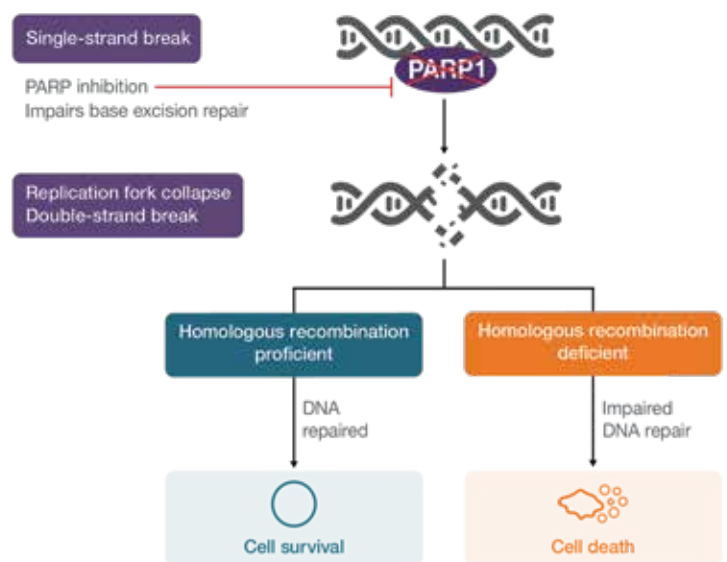 Single-strand break
PARP1
PARP inhibition
Impairs base excision repair
Replication fork collapse
Double-strand break
Homologous recombination
proficient
Homologous recombination
deficient
DNA
repaired
Impaired
DNA repair
Cell survival
Cell death